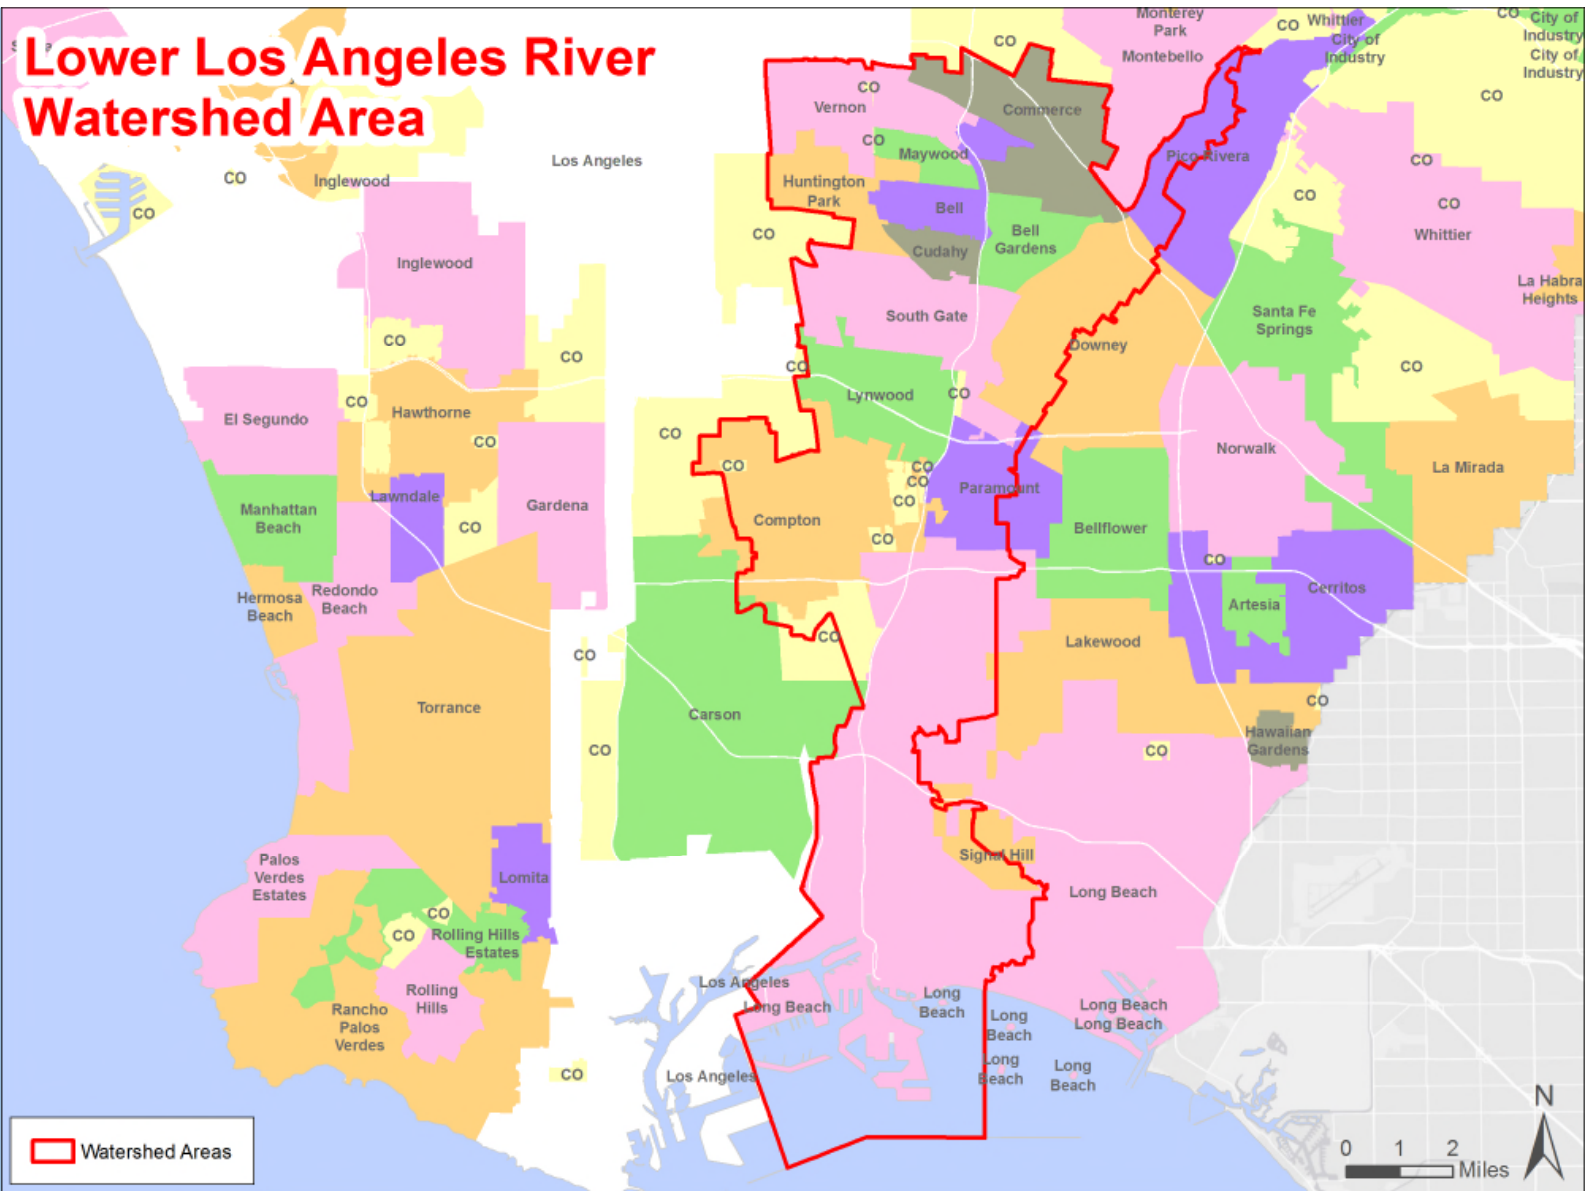 Lower Los Angeles River
Watershed Area
Monterey
Park
Montebello
CO
CO
Whittier
City of
Industry
CO
City of
Industry
City of
Industry
CO
Vernon
CO
Commerce
CO
Maywood
Pico Rivera
CO
Los Angeles
CO
Inglewood
CO
Huntington
Park
Bell
CO
CO
Whittier
CO
Bell
Gardens
Cudahy
Inglewood
La Habra
Heights
South Gate
Santa Fe
Springs
CO
CO
Downey
CO
CO
Lynwood
CO
CO
El Segundo
Hawthorne
CO
CO
Norwalk
CO
CO
CO
CO
La Mirada
Lawndale
Paramount
Manhattan
Beach
Gardena
CO
Compton
CO
Bellflower
CO
Hermosa
Beach
Redondo
Beach
Artesia
Cerritos
CO
CO
Lakewood
Torrance
Carson
CO
Hawaiian
Gardens
CO
CO
Signal Hill
Palos
Verdes
Estates
Lomita
Long Beach
CO
CO
Rolling Hills
Estates
Rolling
Hills
Rancho
Palos
Verdes
Los Angeles
Long Beach
Long
Beach
Long
Beach
Long Beach
Long Beach
Long
Beach
Long
Beach
CO
Los Angeles
Watershed Areas
N
0 1 2
Miles